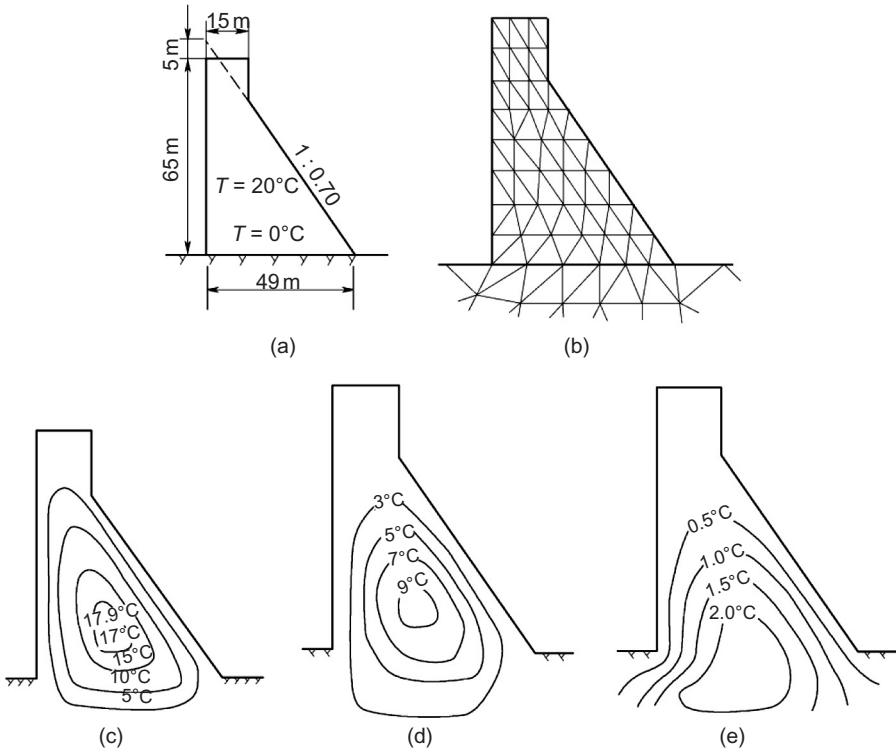 15 m
5 m
65 m
1 : 0.70
T = 20°C
T = 0°C
49 m
(a)
(b)
17.9°C
17°C
15°C
10°C
5°C
(c)
3°C
5°C
7°C
9°C
(d)
0.5°C
1.0°C
1.5°C
2.0°C
(e)